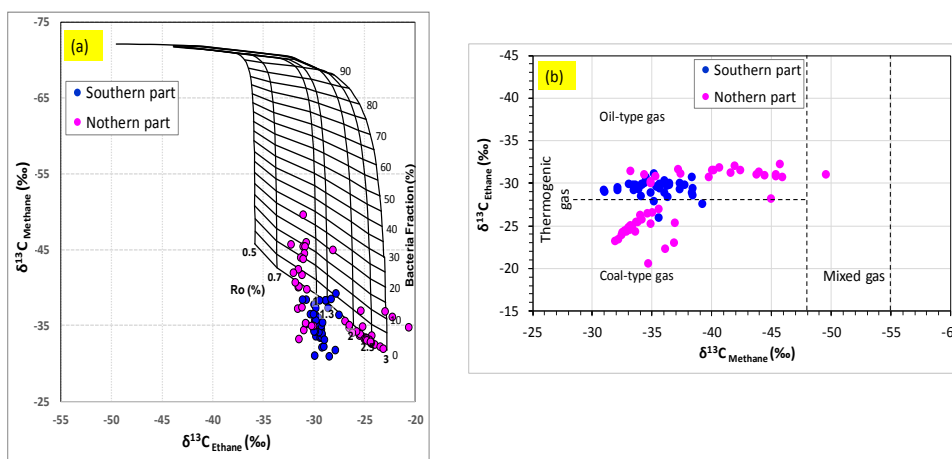 (a)
Southern part
Nothern part
-75
-65
-55
-45
-35
-25
-55
-50
-45
-40
-35
-30
-25
-20
δ¹³C Methane (‰)
δ¹³C Ethane (‰)
0.5
0.7
Ro (%)
1
1.3
2
2.5
3
90
80
70
60
50
40
30
20
10
0
Bacteria Fraction(%)
(b)
Southern part
Nothern part
-45
-40
-35
-30
-25
-20
-15
-25
-30
-35
-40
-45
-50
-55
-6
δ¹³C Ethane (‰)
δ¹³C Methane (‰)
Oil-type gas
Thermogenic
gas
Coal-type gas
Mixed gas